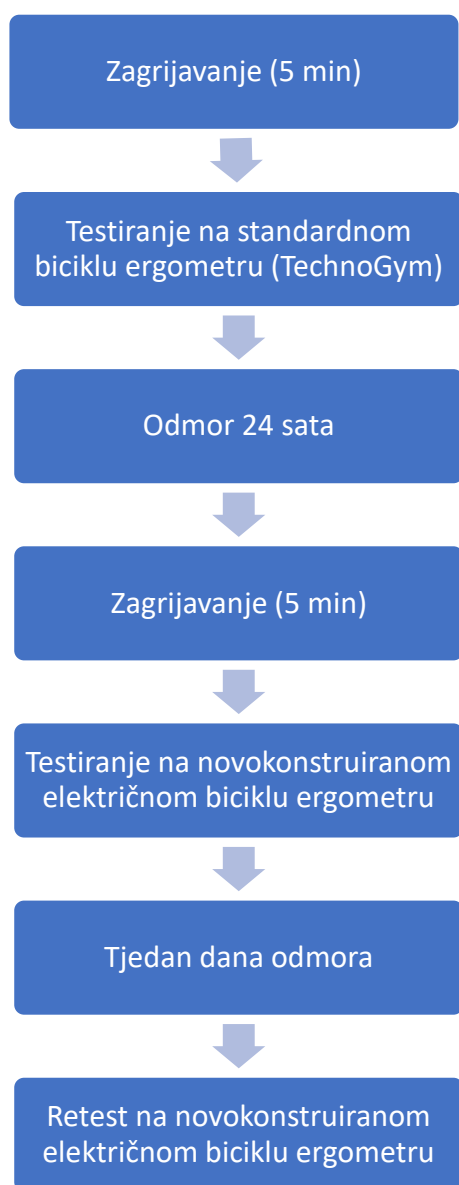 Zagrijavanje (5 min)
Testiranje na standardnom
biciklu ergometru (TechnoGym)
Odmor 24 sata
Zagrijavanje (5 min)
Testiranje na novokonstruiranom
električnom biciklu ergometru
Tjedan dana odmora
Retest na novokonstruiranom
električnom biciklu ergometru